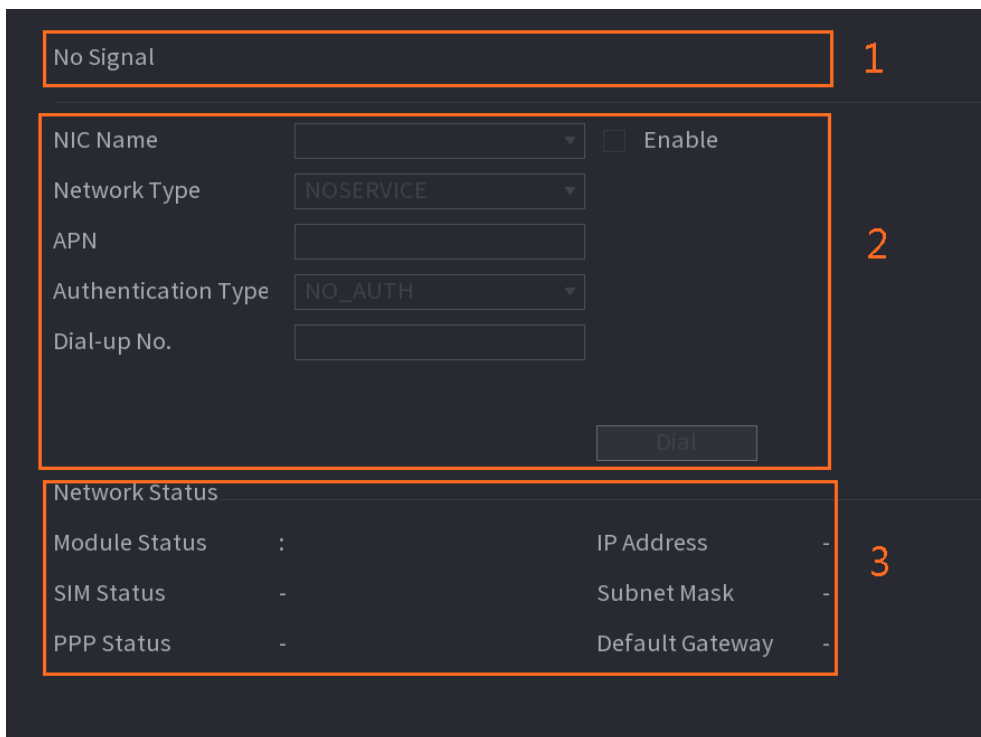 No Signal
1
NIC Name
Enable
Network Type
NOSERVICE
APN
2
Authentication Type
NO_AUTH
Dial-up No.
Dial
Network Status
Module Status : IP Address -
3
SIM Status - Subnet Mask -
PPP Status - Default Gateway -